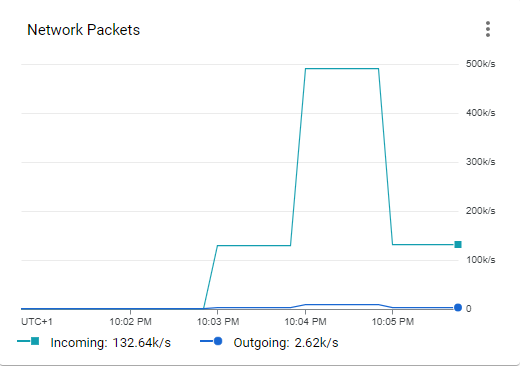 Network Packets
500k/s
400k/s
300k/s
200k/s
100k/s
0
UTC+1 10:02 PM 10:03 PM 10:04 PM 10:05 PM
Incoming: 132.64k/s Outgoing: 2.62k/s